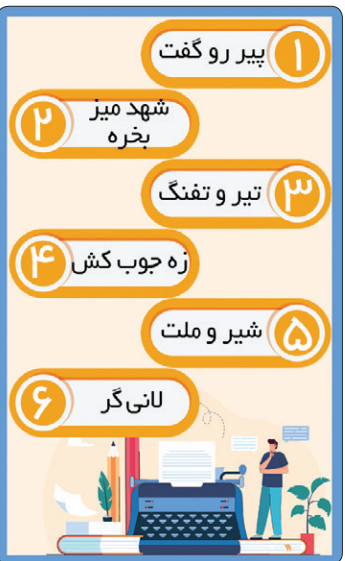 ۱ پیر رو گفت
۲ شهد میز
بخره
۳ تیر و تفنگ
۴ زه جوب کش
۵ شیر و ملت
۶ لانی‌گر